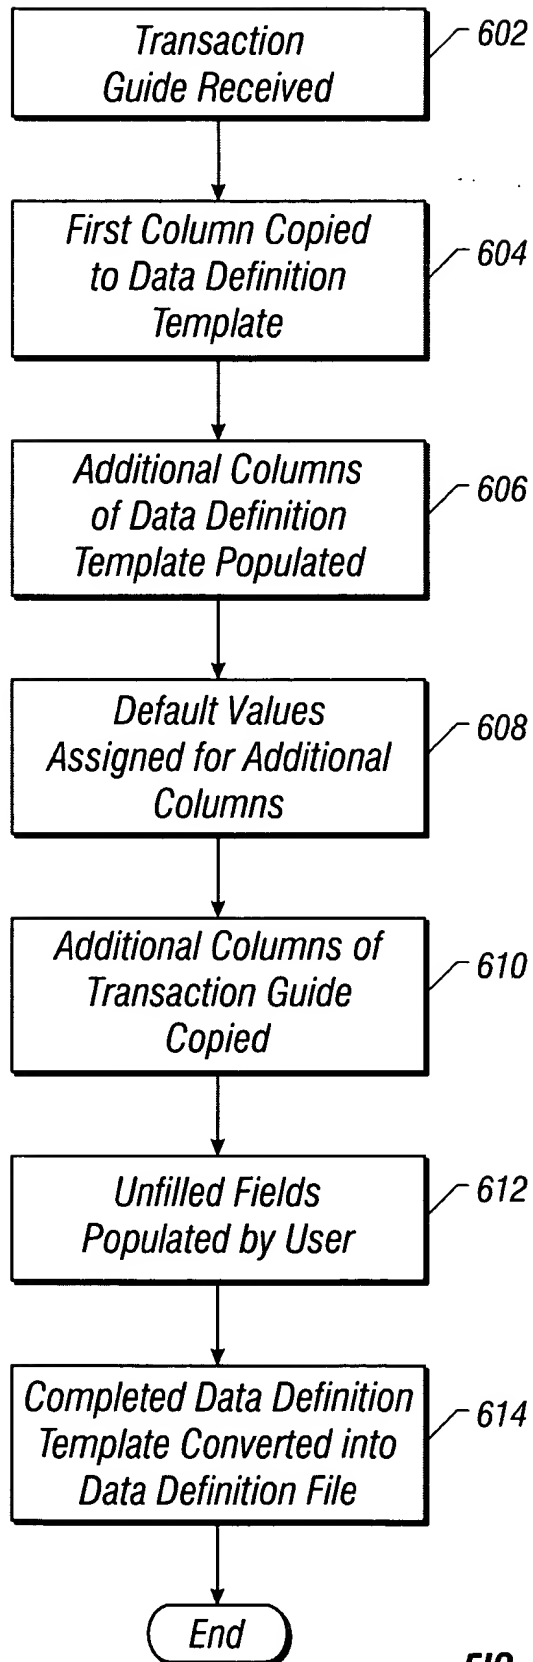 Transaction
Guide Received
602
First Column Copied
to Data Definition
Template
604
Additional Columns
of Data Definition
Template Populated
606
Default Values
Assigned for Additional
Columns
608
Additional Columns of
Transaction Guide
Copied
610
Unfilled Fields
Populated by User
612
Completed Data Definition
Template Converted into
Data Definition File
614
End
FIG